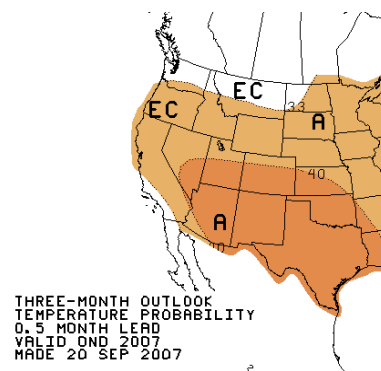 EC
33
EC
A
40
A
THREE-MONTH OUTLOOK
TEMPERATURE PROBABILITY
0.5 MONTH LEAD
VALID OND 2007
MADE 20 SEP 2007